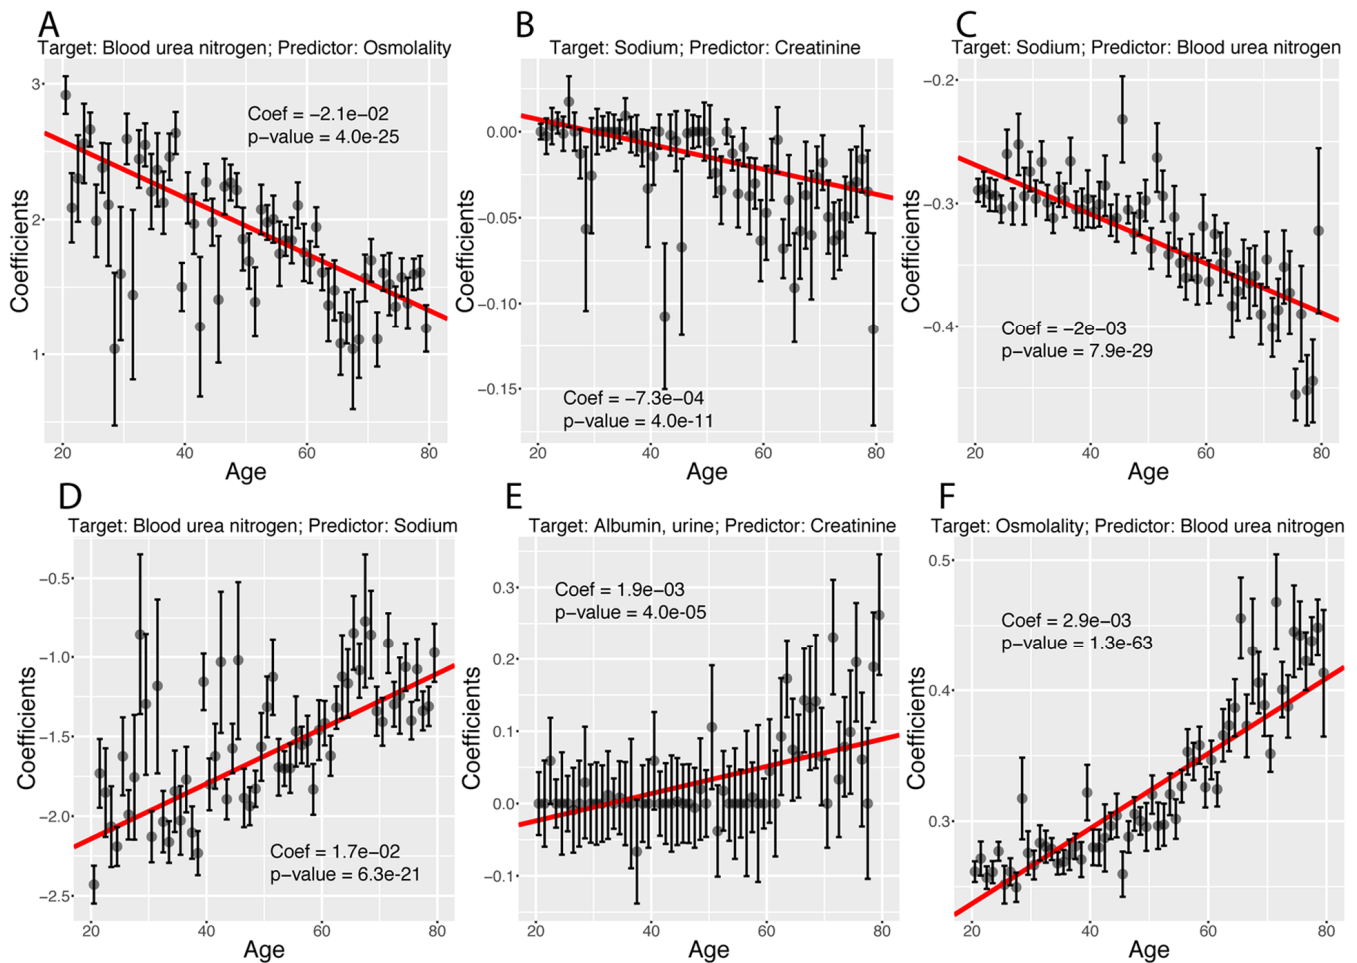 A
Target: Blood urea nitrogen; Predictor: Osmolality
Coef = −2.1e−02
p−value = 4.0e-25
3
2
1
Coefficients
20 40 60 80
Age
B
Target: Sodium; Predictor: Creatinine
0.00
−0.05
−0.10
−0.15
Coef = −7.3e−04
p−value = 4.0e-11
Coefficients
20 40 60 80
Age
C
Target: Sodium; Predictor: Blood urea nitrogen
−0.2
−0.3
−0.4
Coef = −2e−03
p−value = 7.9e-29
Coefficients
20 40 60 80
Age
D
Target: Blood urea nitrogen; Predictor: Sodium
−0.5
−1.0
−1.5
−2.0
−2.5
Coef = 1.7e−02
p−value = 6.3e-21
Coefficients
20 40 60 80
Age
E
Target: Albumin, urine; Predictor: Creatinine
Coef = 1.9e−03
p−value = 4.0e-05
0.3
0.2
0.1
0.0
−0.1
Coefficients
20 40 60 80
Age
F
Target: Osmolality; Predictor: Blood urea nitrogen
0.5
0.4
0.3
Coef = 2.9e−03
p−value = 1.3e-63
Coefficients
20 40 60 80
Age